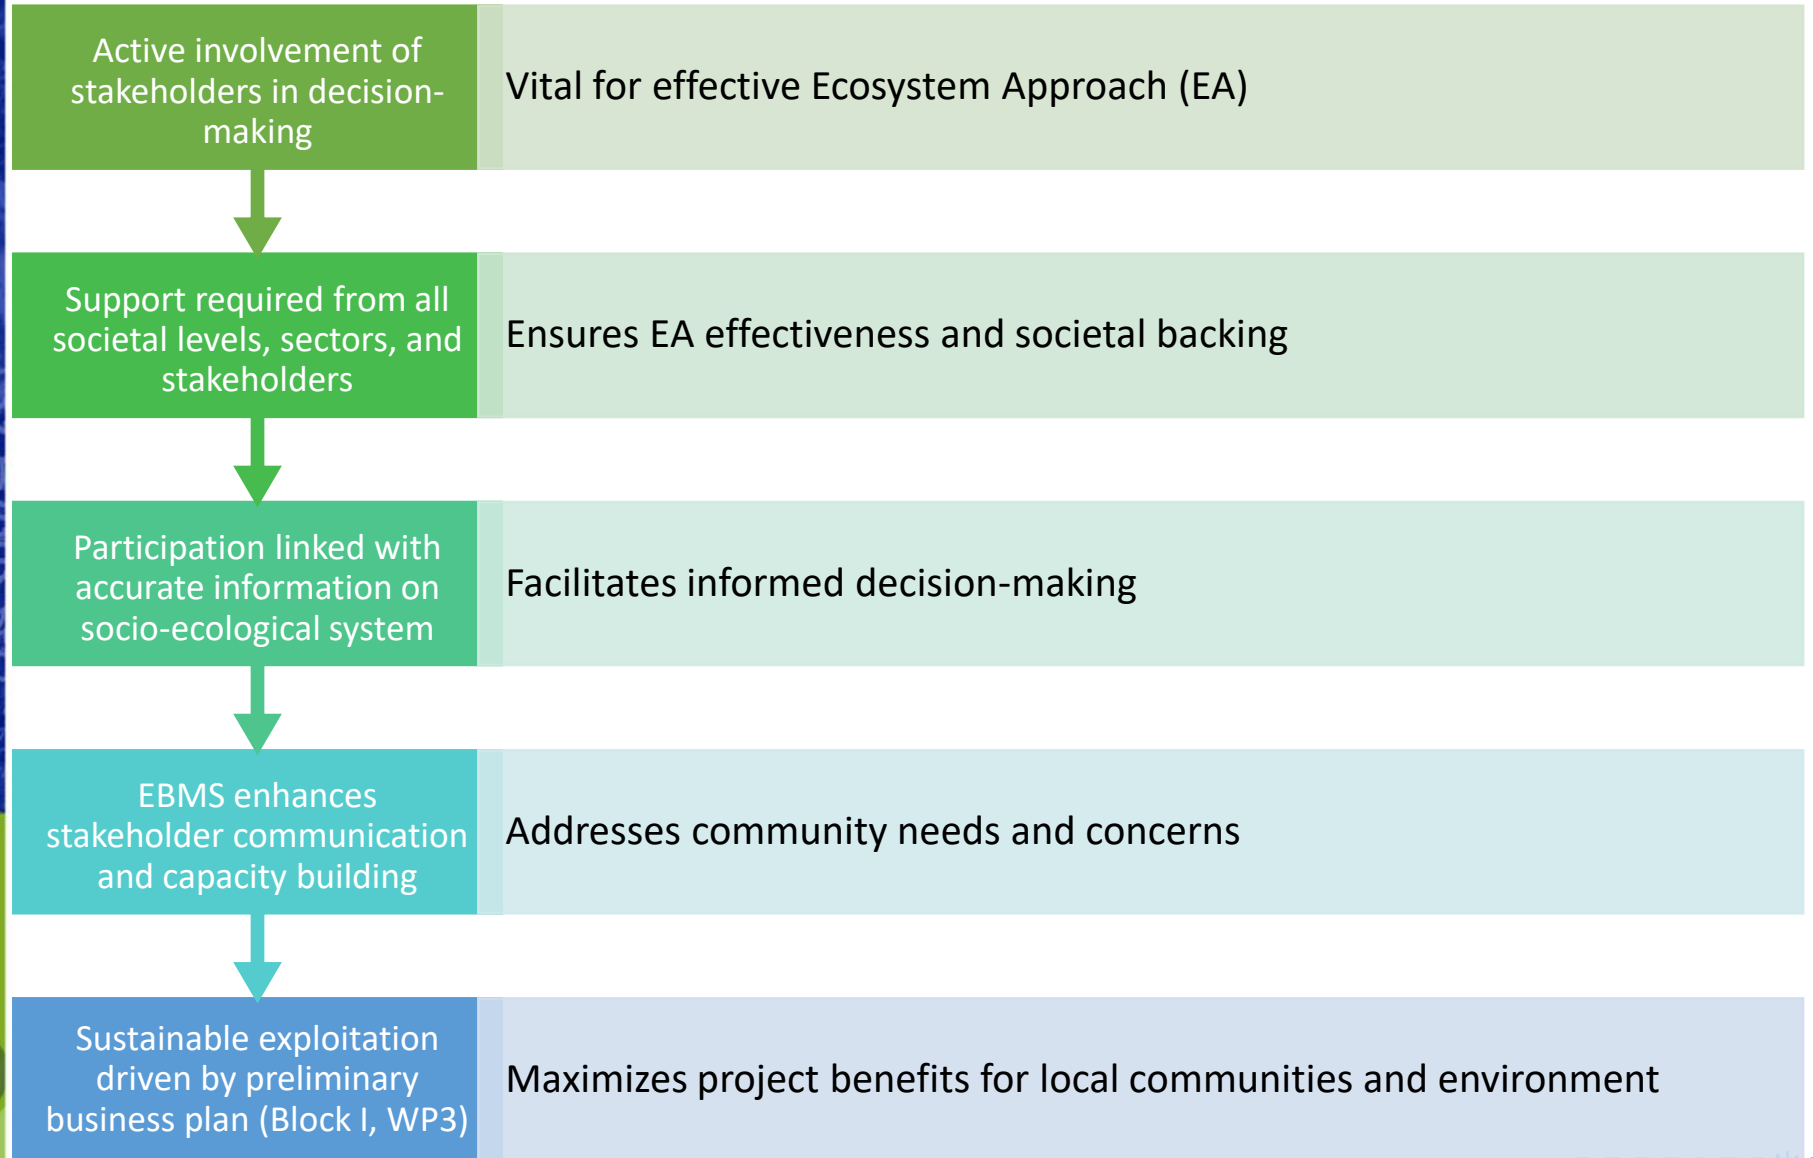 Active involvement of
stakeholders in decision-
making
Vital for effective Ecosystem Approach (EA)
Support required from all
societal levels, sectors, and
stakeholders
Ensures EA effectiveness and societal backing
Participation linked with
accurate information on
socio-ecological system
Facilitates informed decision-making
EBMS enhances
stakeholder communication
and capacity building
Addresses community needs and concerns
Sustainable exploitation
driven by preliminary
business plan (Block I, WP3)
Maximizes project benefits for local communities and environment